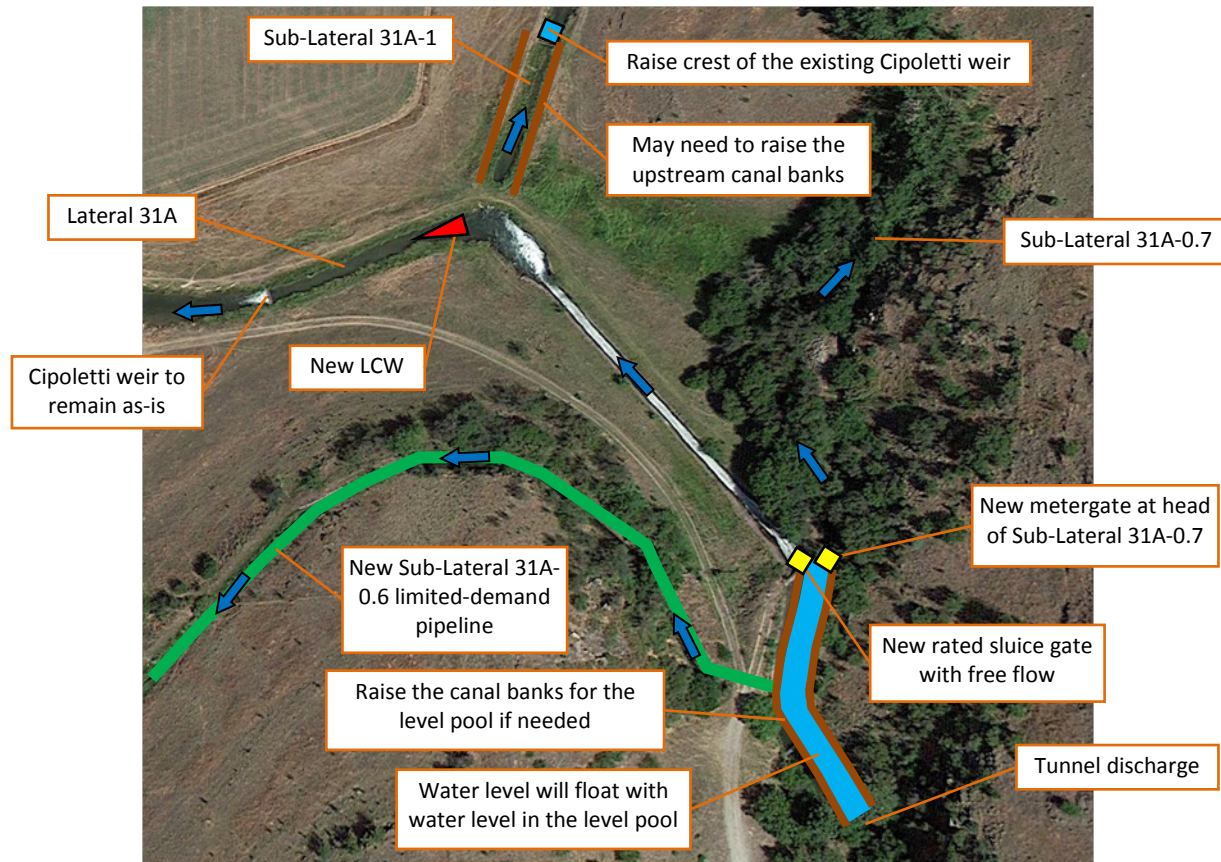 Sub-Lateral 31A-1
Raise crest of the existing Cipoletti weir
May need to raise the
upstream canal banks
Lateral 31A
Sub-Lateral 31A-0.7
Cipoletti weir to
remain as-is
New LCW
New metergate at head
of Sub-Lateral 31A-0.7
New Sub-Lateral 31A-
0.6 limited-demand
pipeline
New rated sluice gate
with free flow
Raise the canal banks for the
level pool if needed
Tunnel discharge
Water level will float with
water level in the level pool